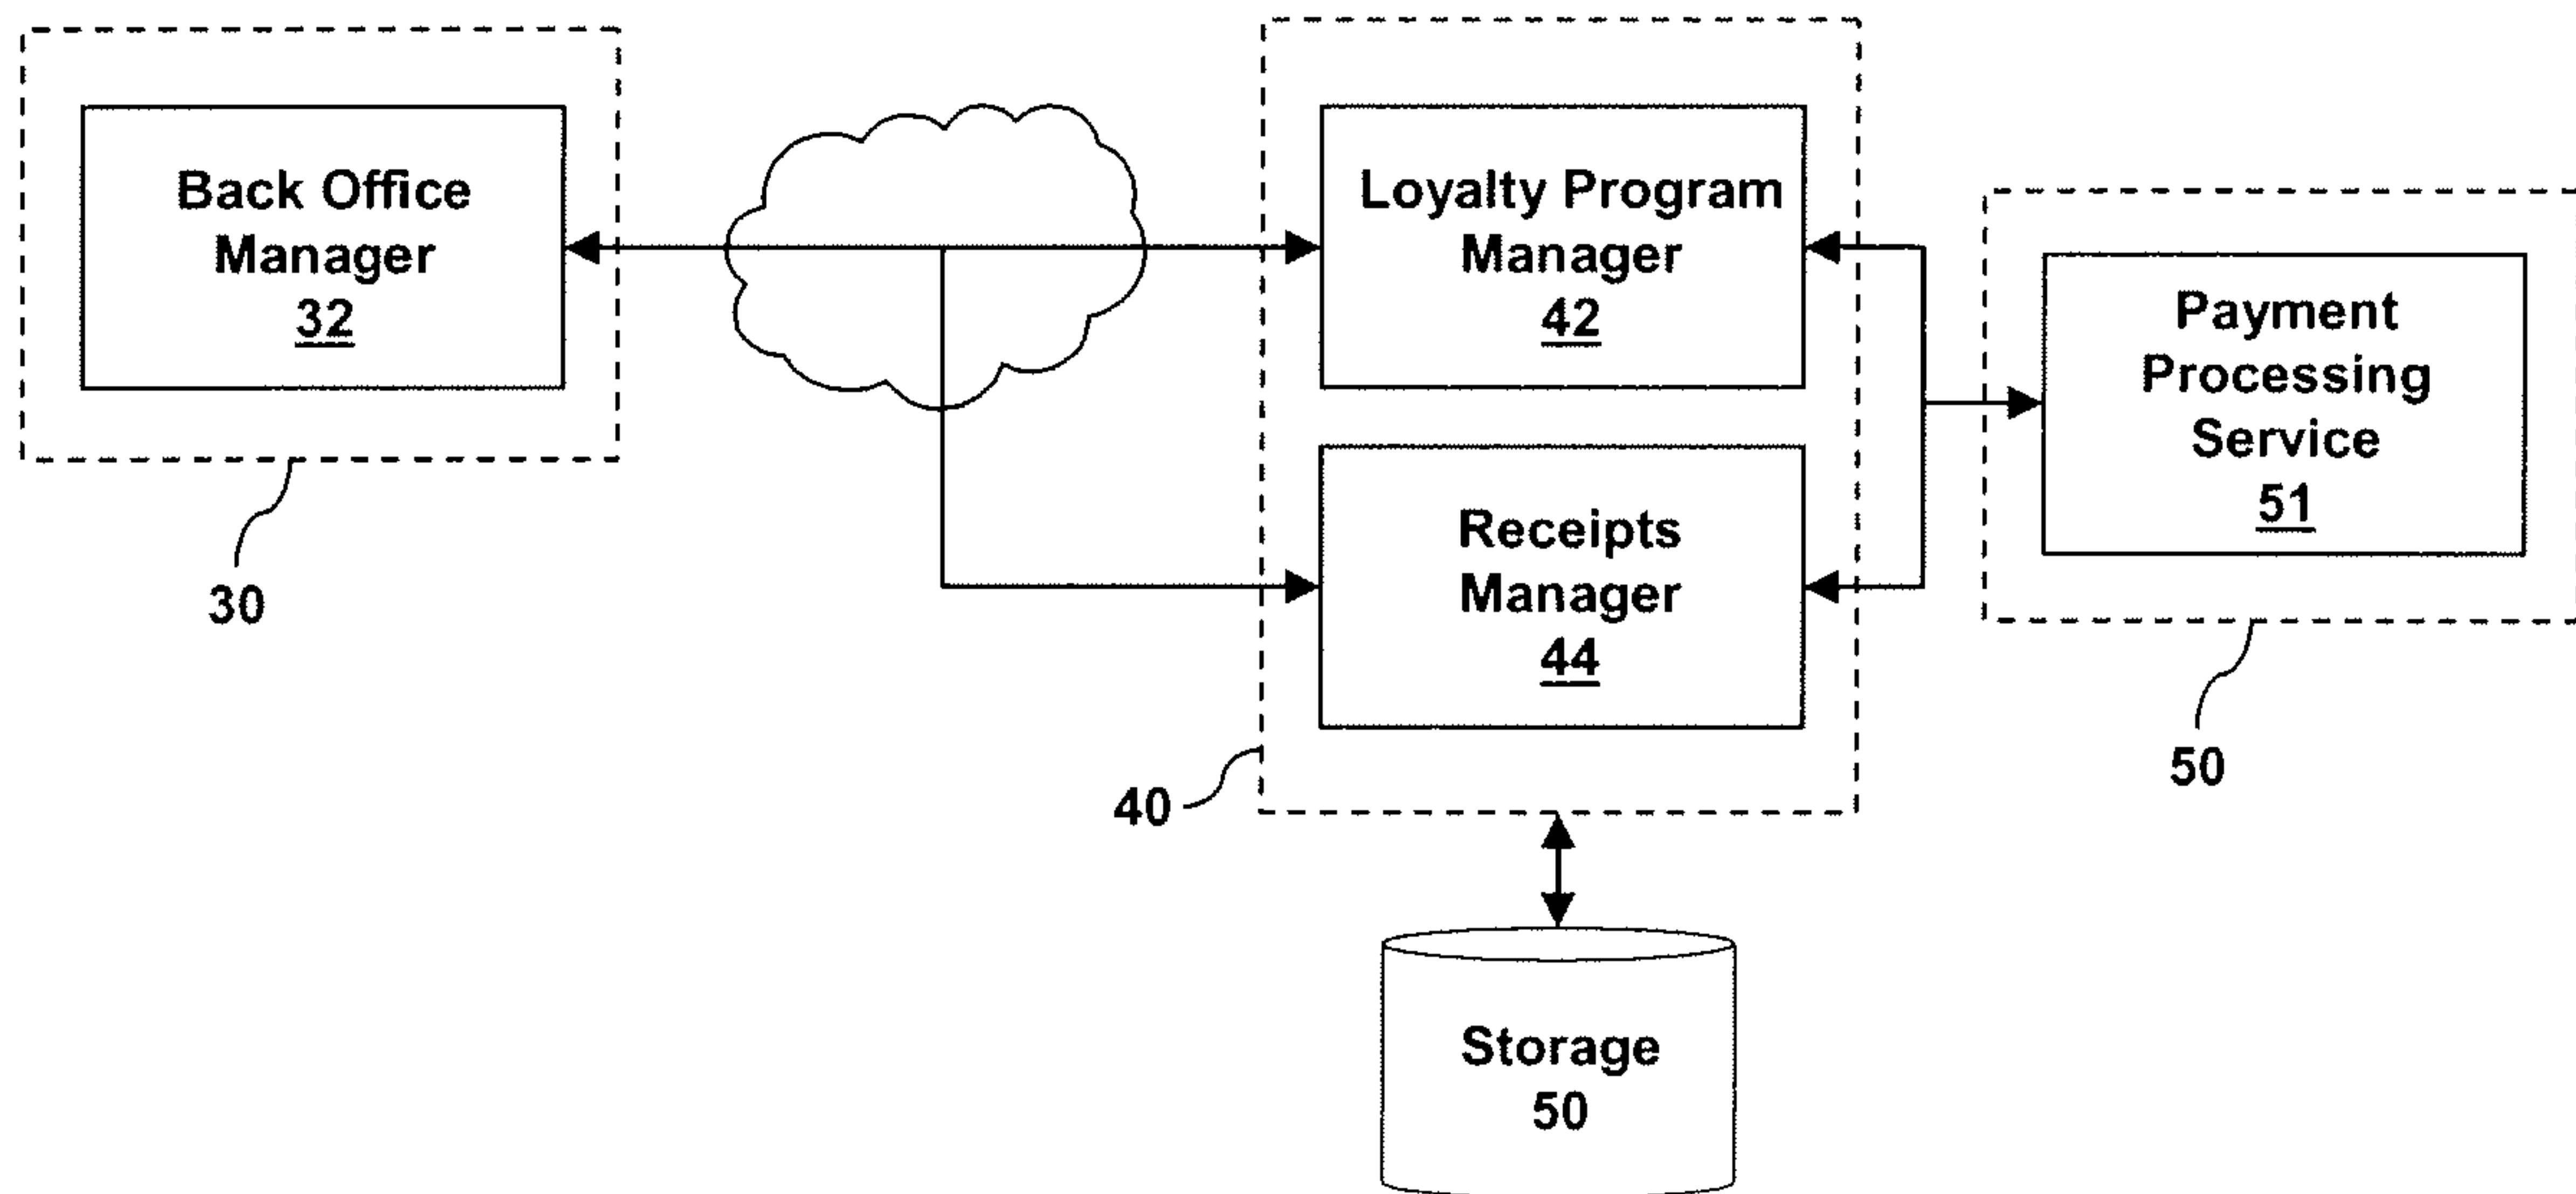 Back Office
Manager
32
30
Loyalty Program
Manager
42
Receipts
Manager
44
40
Payment
Processing
Service
51
50
Storage
50